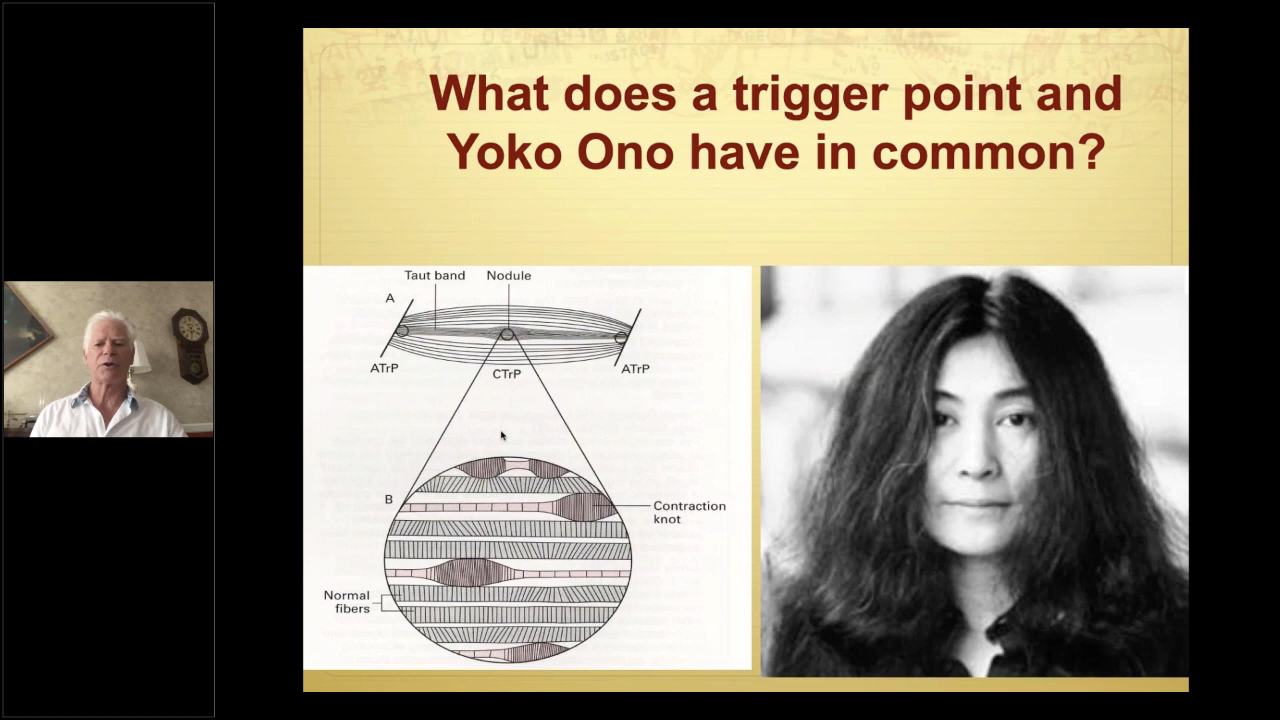 What does a trigger point and
Yoko Ono have in common?
Taut band
Nodule
A
ATrP
CTrP
ATrP
B
Contraction
knot
Normal
fibers